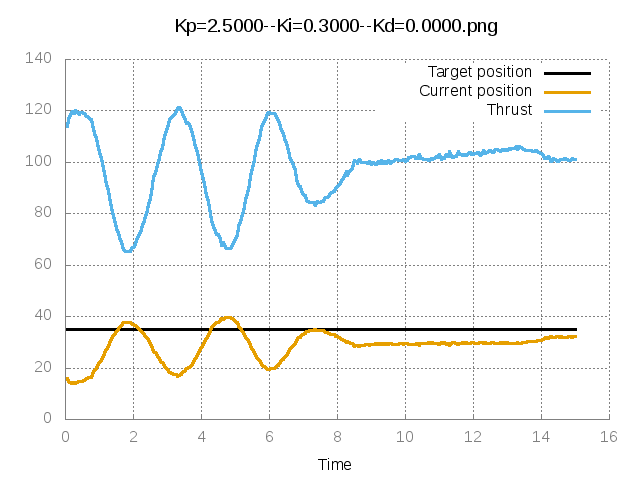 Kp=2.5000--Ki=0.3000--Kd=0.0000.png
140
120
100
80
60
40
20
0
Target position
Current position
Thrust
0 2 4 6 8 10 12 14 16
Time